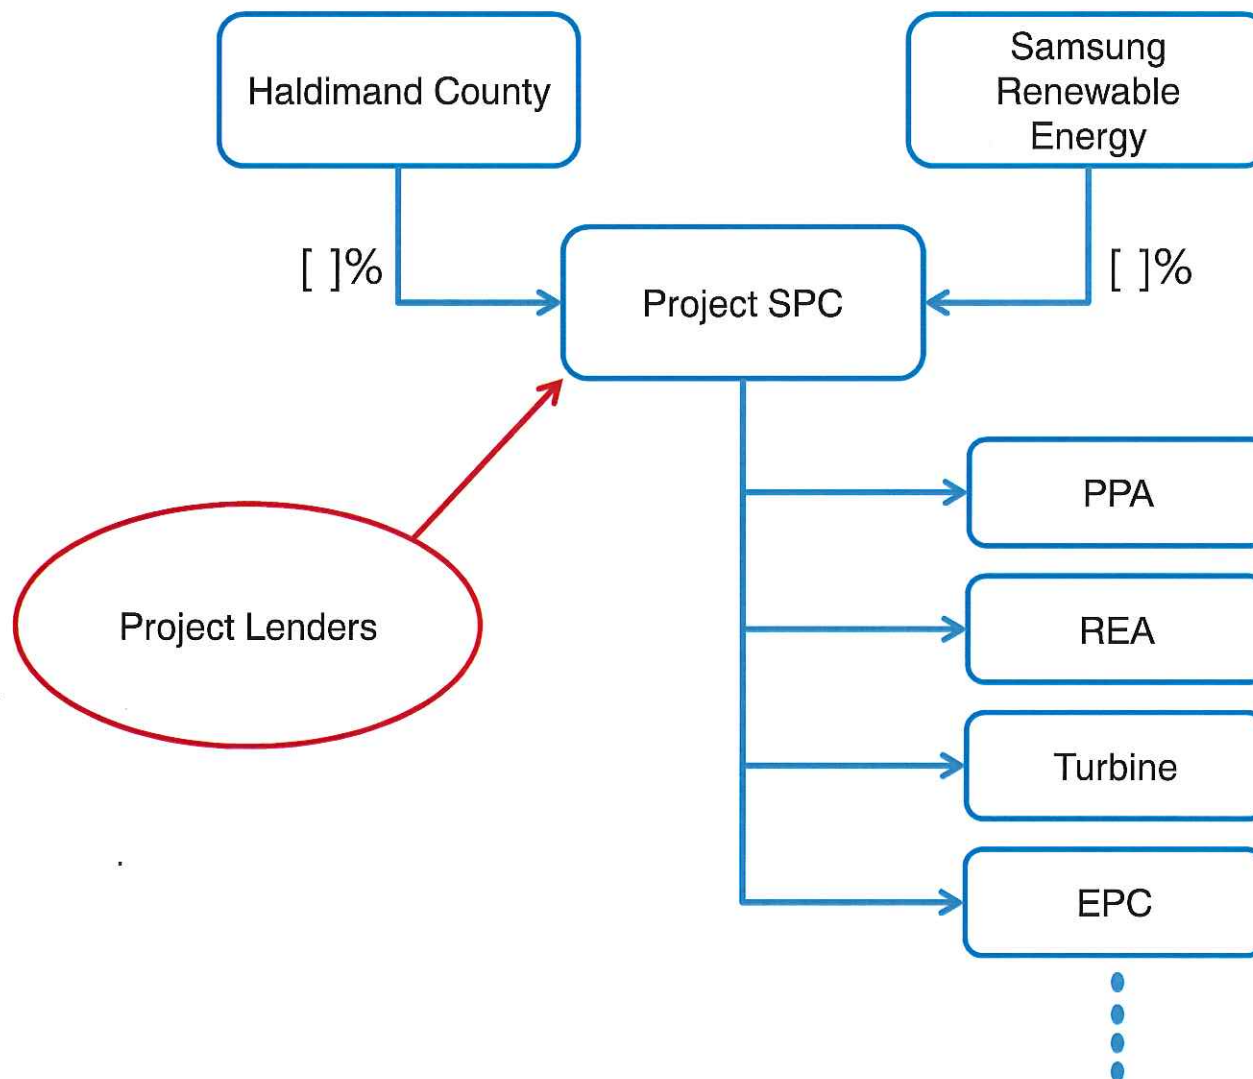 Haldimand County
Samsung
Renewable
Energy
[ ]%
[ ]%
Project SPC
PPA
Project Lenders
REA
Turbine
EPC